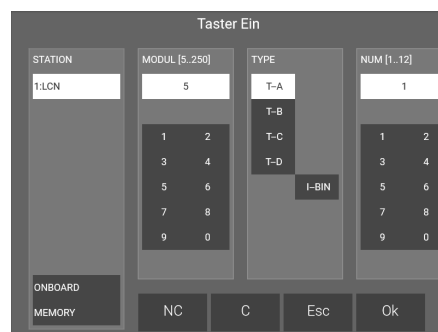 Taster Ein
STATION MODUL [5..250] TYPE NUM [1..12]
1:LCN 5 T–A 1
T–B
1 2 T–C 1 2
3 4 T–D 3 4
5 6 I–BIN 5 6
7 8 7 8
9 0 9 0
ONBOARD
MEMORY NC C Esc Ok